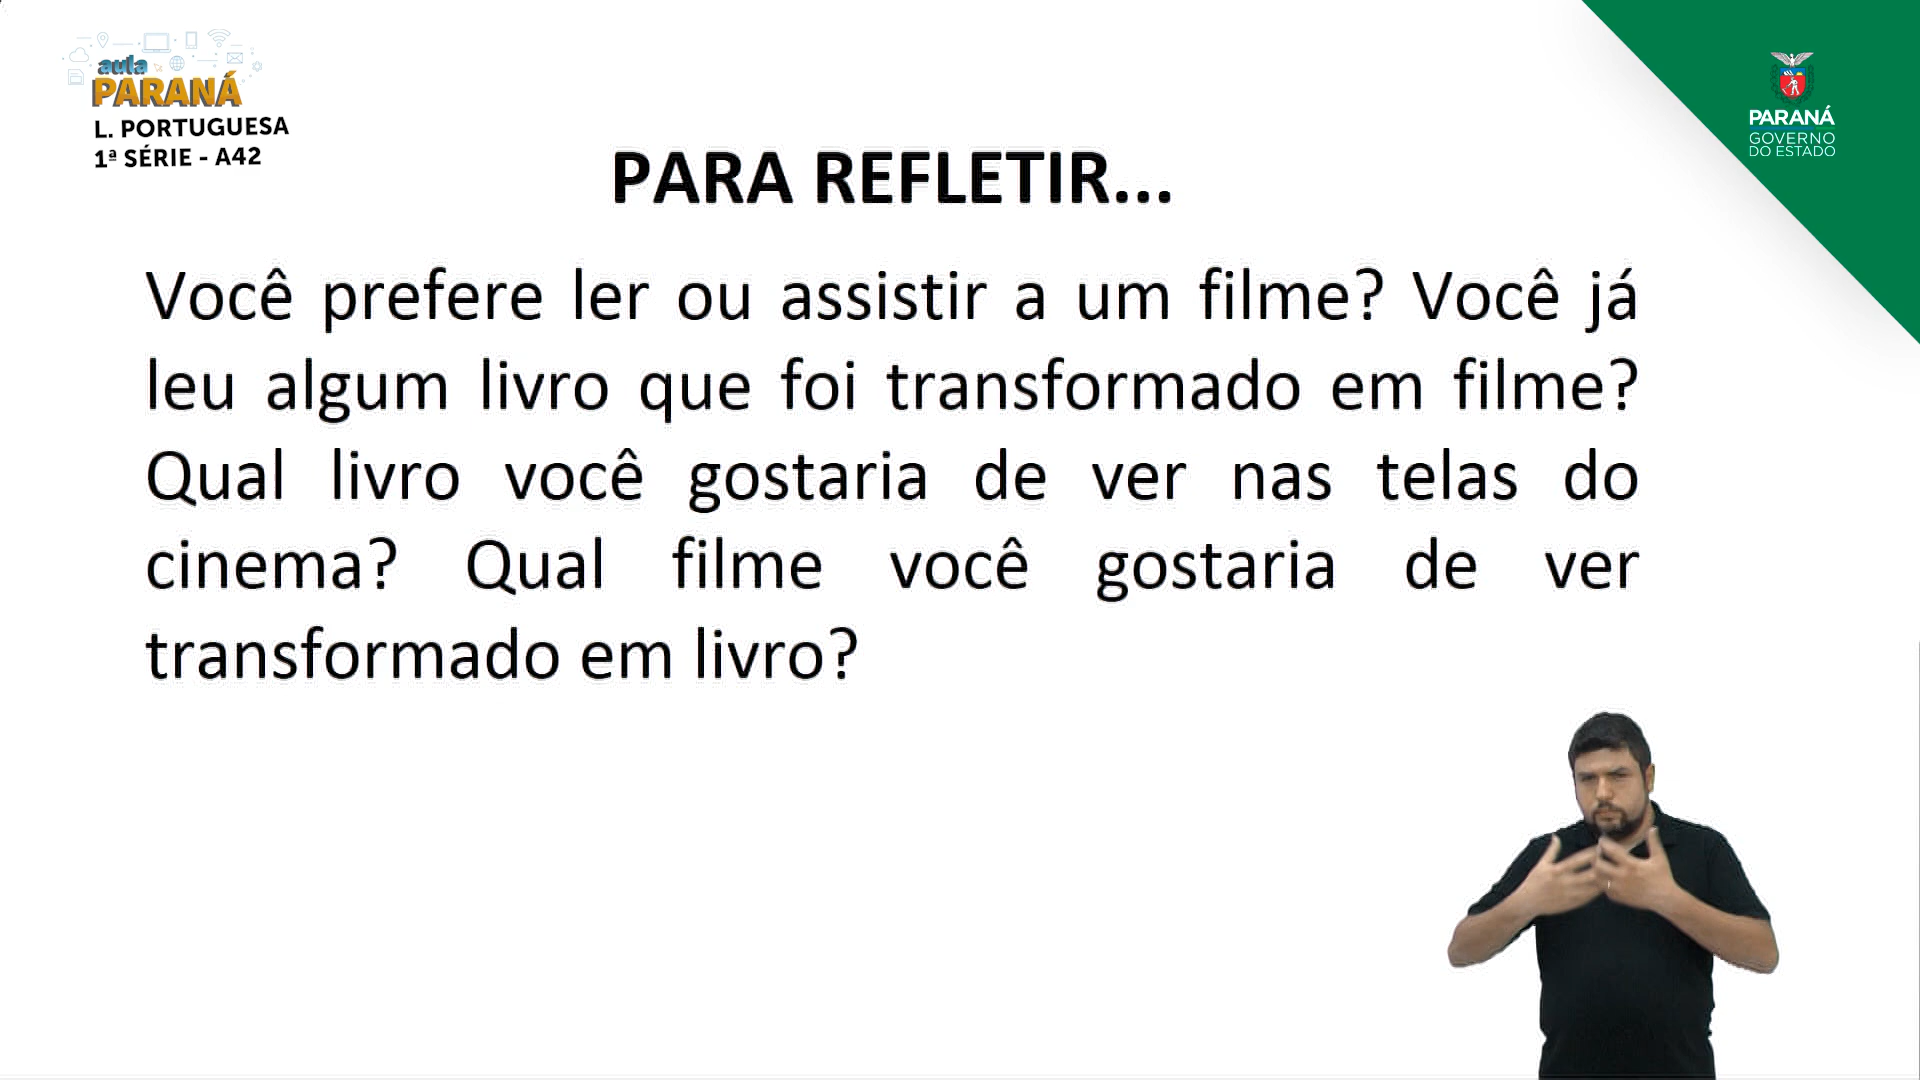 aula
PARANÁ
L. PORTUGUESA
1ª SÉRIE - A42
PARANÁ
GOVERNO
DO ESTADO
PARA REFLETIR...
Você prefere ler ou assistir a um filme? Você já
leu algum livro que foi transformado em filme?
Qual livro você gostaria de ver nas telas do
cinema? Qual filme você gostaria de ver
transformado em livro?